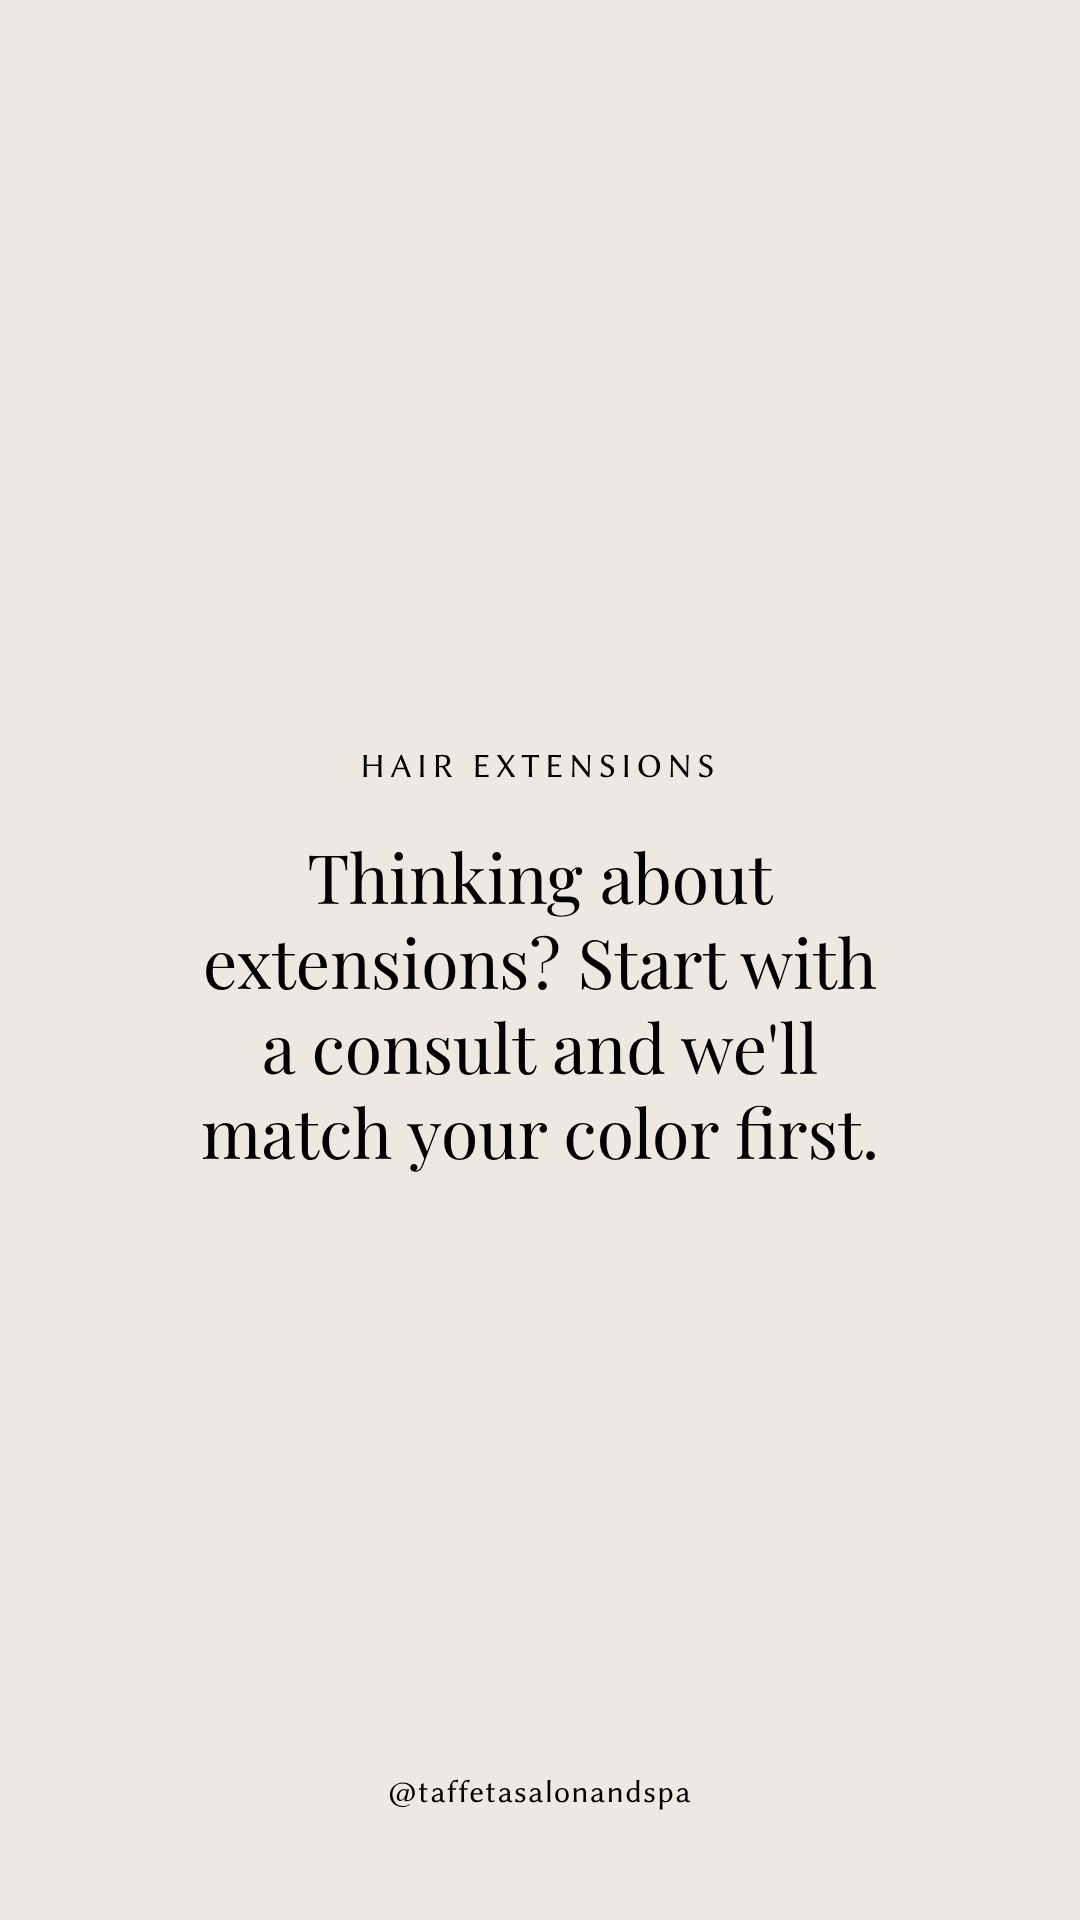 HAIR EXTENSIONS
Thinking about
extensions? Start with
a consult and we'll
match your color first.
@taffetasalonandspa